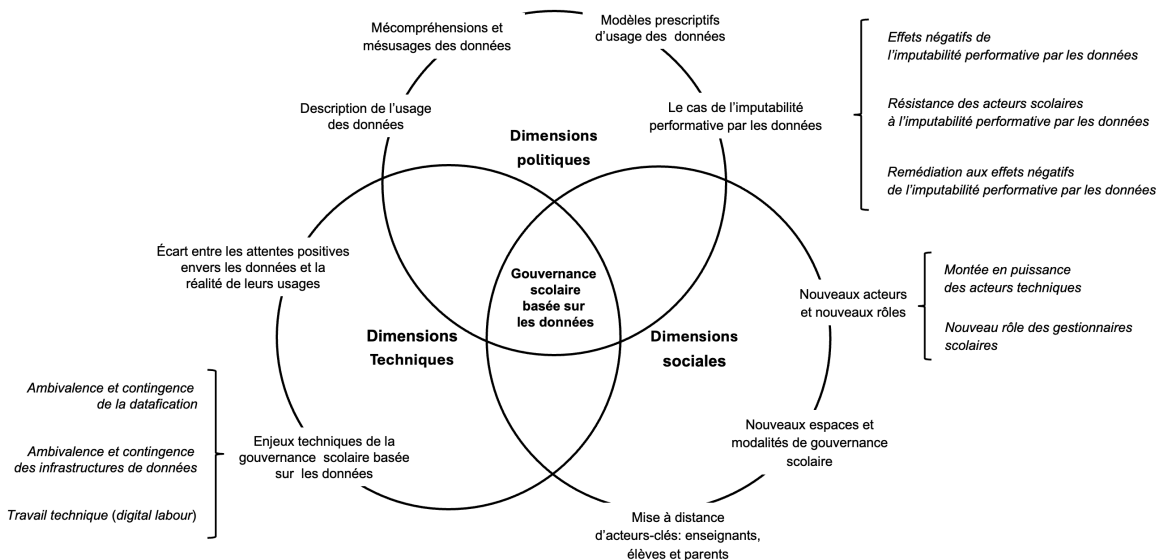 Mécompréhensions et
mésusages des données
Modèles prescriptifs
d'usage des données
Description de l'usage
des données
Le cas de l'imputabilité
performative par les données
Effets négatifs de
l'imputabilité performative par les données
Résistance des acteurs scolaires
à l'imputabilité performative par les données
Remédiation aux effets négatifs
de l'imputabilité performative par les données
Dimensions
politiques
Écart entre les attentes positives
envers les données et la
réalité de leurs usages
Gouvernance
scolaire
basée sur
les données
Dimensions
Techniques
Dimensions
sociales
Nouveaux acteurs
et nouveaux rôles
Montée en puissance
des acteurs techniques
Nouveau rôle des gestionnaires
scolaires
Ambivalence et contingence
de la datafication
Ambivalence et contingence
des infrastructures de données
Travail technique (digital labour)
Enjeux techniques de la
gouvernance scolaire basée
sur les données
Nouveaux espaces et
modalités de gouvernance
scolaire
Mise à distance
d'acteurs-clés: enseignants,
élèves et parents